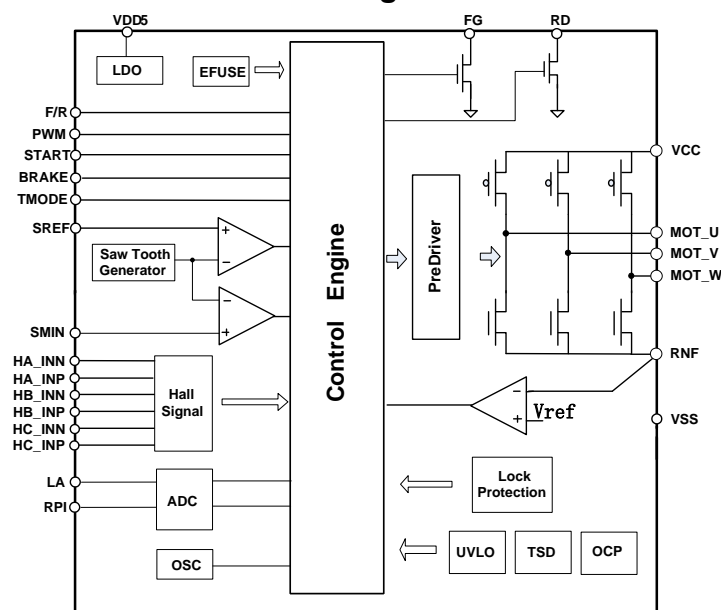 VDD5
FG
RD
LDO
EFUSE
F/R
PWM
START
BRAKE
TMODE
SREF
Saw Tooth
Generator
SMIN
HA_INN
HA_INP
HB_INN
HB_INP
HC_INN
HC_INP
Hall
Signal
LA
RPI
ADC
OSC
Control Engine
PreDriver
VCC
MOT_U
MOT_V
MOT_W
RNF
Vref
VSS
Lock
Protection
UVLO
TSD
OCP